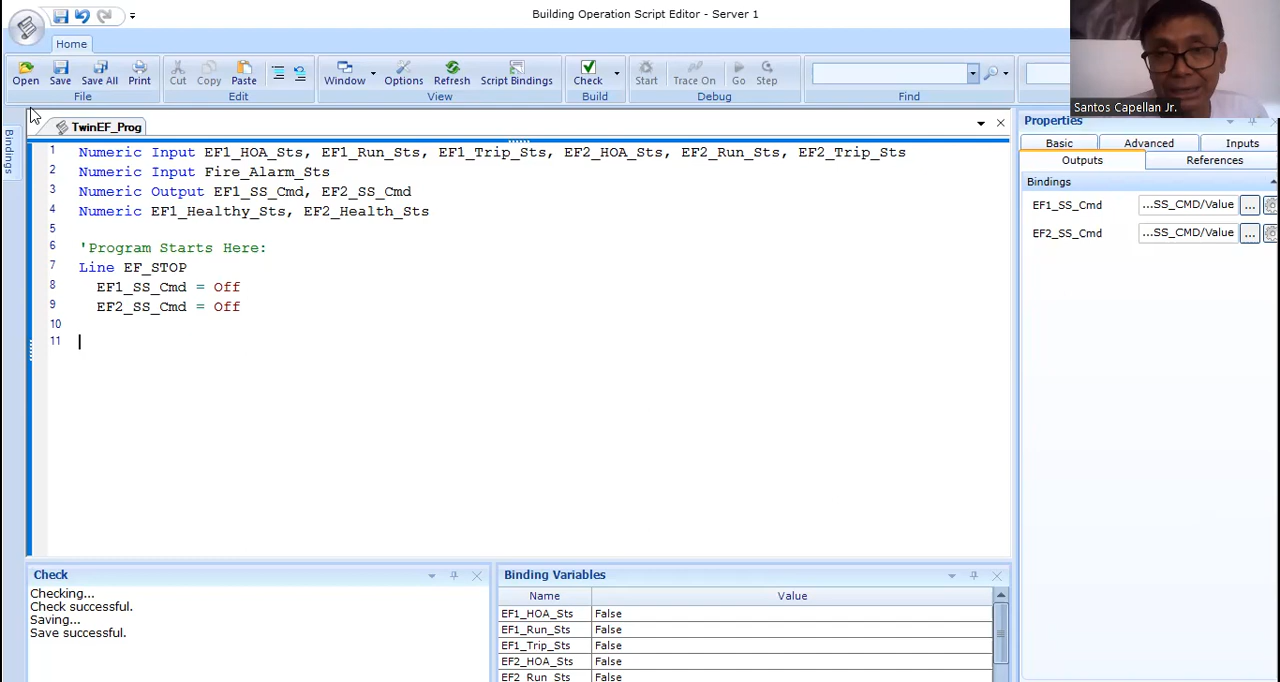 Building Operation Script Editor - Server 1
Home
Open Save Save All Print Cut Copy Paste Window Options Refresh Script Bindings Check Start Trace On Go Step
File Edit View Build Debug Find
Santos Capellan Jr.
Bindings
TwinEF_Prog
1 Numeric Input EF1_HOA_Sts, EF1_Run_Sts, EF1_Trip_Sts, EF2_HOA_Sts, EF2_Run_Sts, EF2_Trip_Sts
2 Numeric Input Fire_Alarm_Sts
3 Numeric Output EF1_SS_Cmd, EF2_SS_Cmd
4 Numeric EF1_Healthy_Sts, EF2_Health_Sts
5
6 'Program Starts Here:
7 Line EF_STOP
8 EF1_SS_Cmd = Off
9 EF2_SS_Cmd = Off
10
11
Properties
Basic Advanced Inputs
Outputs References
Bindings
EF1_SS_Cmd ...SS_CMD/Value ...
EF2_SS_Cmd ...SS_CMD/Value ...
Check
Checking...
Check successful.
Saving...
Save successful.
Binding Variables
Name Value
EF1_HOA_Sts False
EF1_Run_Sts False
EF1_Trip_Sts False
EF2_HOA_Sts False
EF2_Run_Sts False